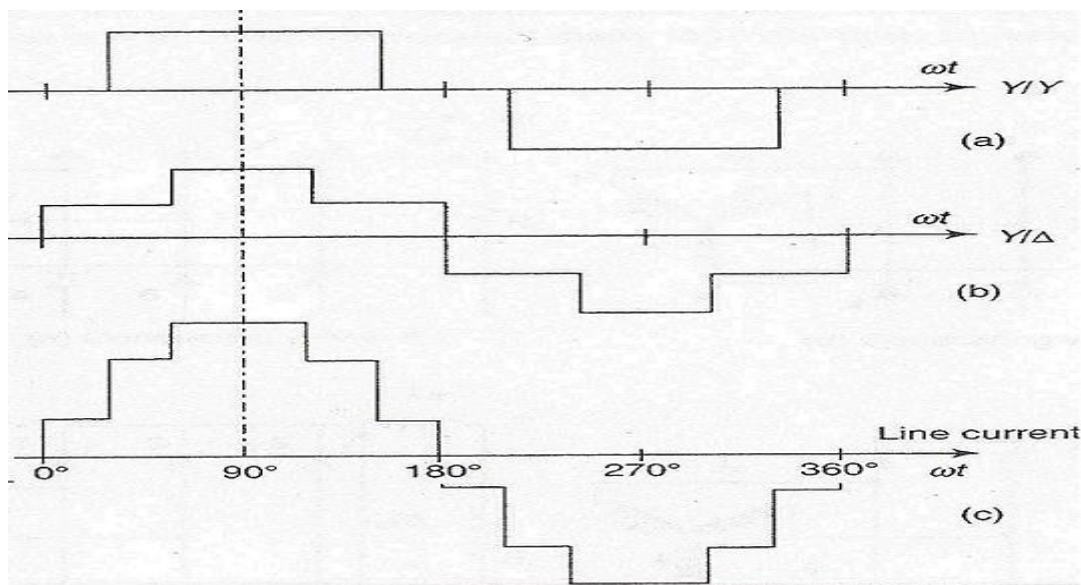 ωt
Y/Y
(a)
ωt
Y/Δ
(b)
Line current
0° 90° 180° 270° 360° ωt
(c)